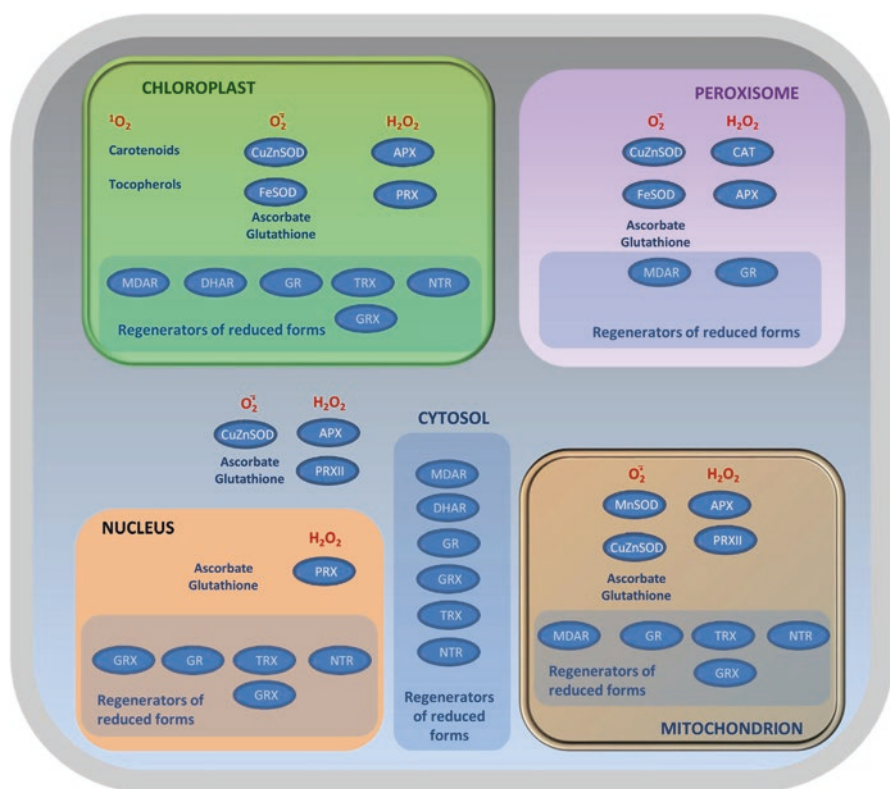 CHLOROPLAST
¹O₂ O₂⁻ H₂O₂
Carotenoids CuZnSOD APX
Tocopherols FeSOD PRX
Ascorbate
Glutathione
MDAR DHAR GR TRX NTR
GRX
Regenerators of reduced forms
PEROXISOME
O₂⁻ H₂O₂
CuZnSOD CAT
FeSOD APX
Ascorbate
Glutathione
MDAR GR
Regenerators of reduced forms
O₂⁻ H₂O₂
CuZnSOD APX
Ascorbate
Glutathione
PRXII
CYTOSOL
MDAR
DHAR
GR
GRX
TRX
NTR
Regenerators
of reduced
forms
NUCLEUS
H₂O₂
Ascorbate
Glutathione
PRX
GRX GR TRX NTR
GRX
Regenerators of
reduced forms
O₂⁻ H₂O₂
MnSOD APX
CuZnSOD PRXII
Ascorbate
Glutathione
MDAR GR TRX NTR
GRX
Regenerators of
reduced forms
MITOCHONDRION